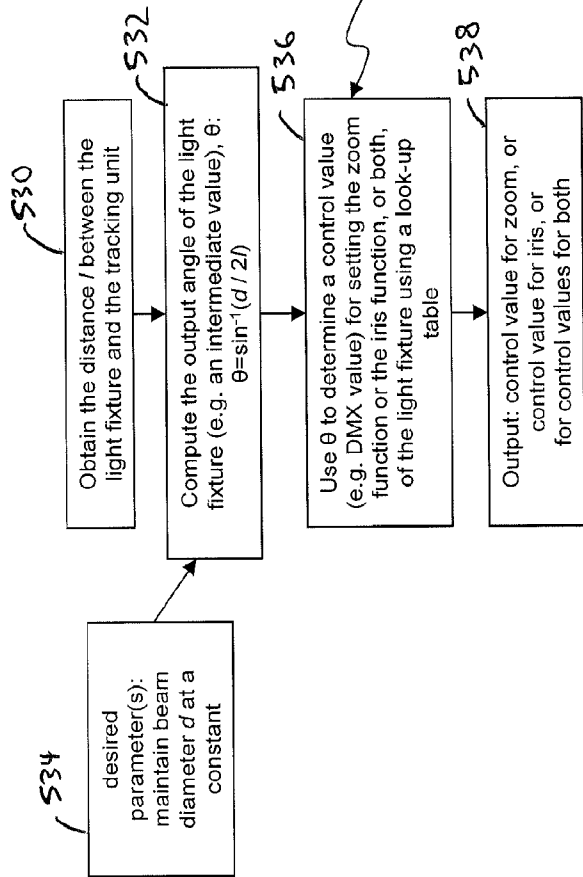 530
Obtain the distance l between the
light fixture and the tracking unit
532
Compute the output angle of the light
fixture (e.g. an intermediate value), θ:
θ=sin⁻¹(d / 2l)
534
desired
parameter(s):
maintain beam
diameter d at a
constant
536
Use θ to determine a control value
(e.g. DMX value) for setting the zoom
function or the iris function, or both,
of the light fixture using a look-up
table
538
Output: control value for zoom, or
control value for iris, or
for control values for both